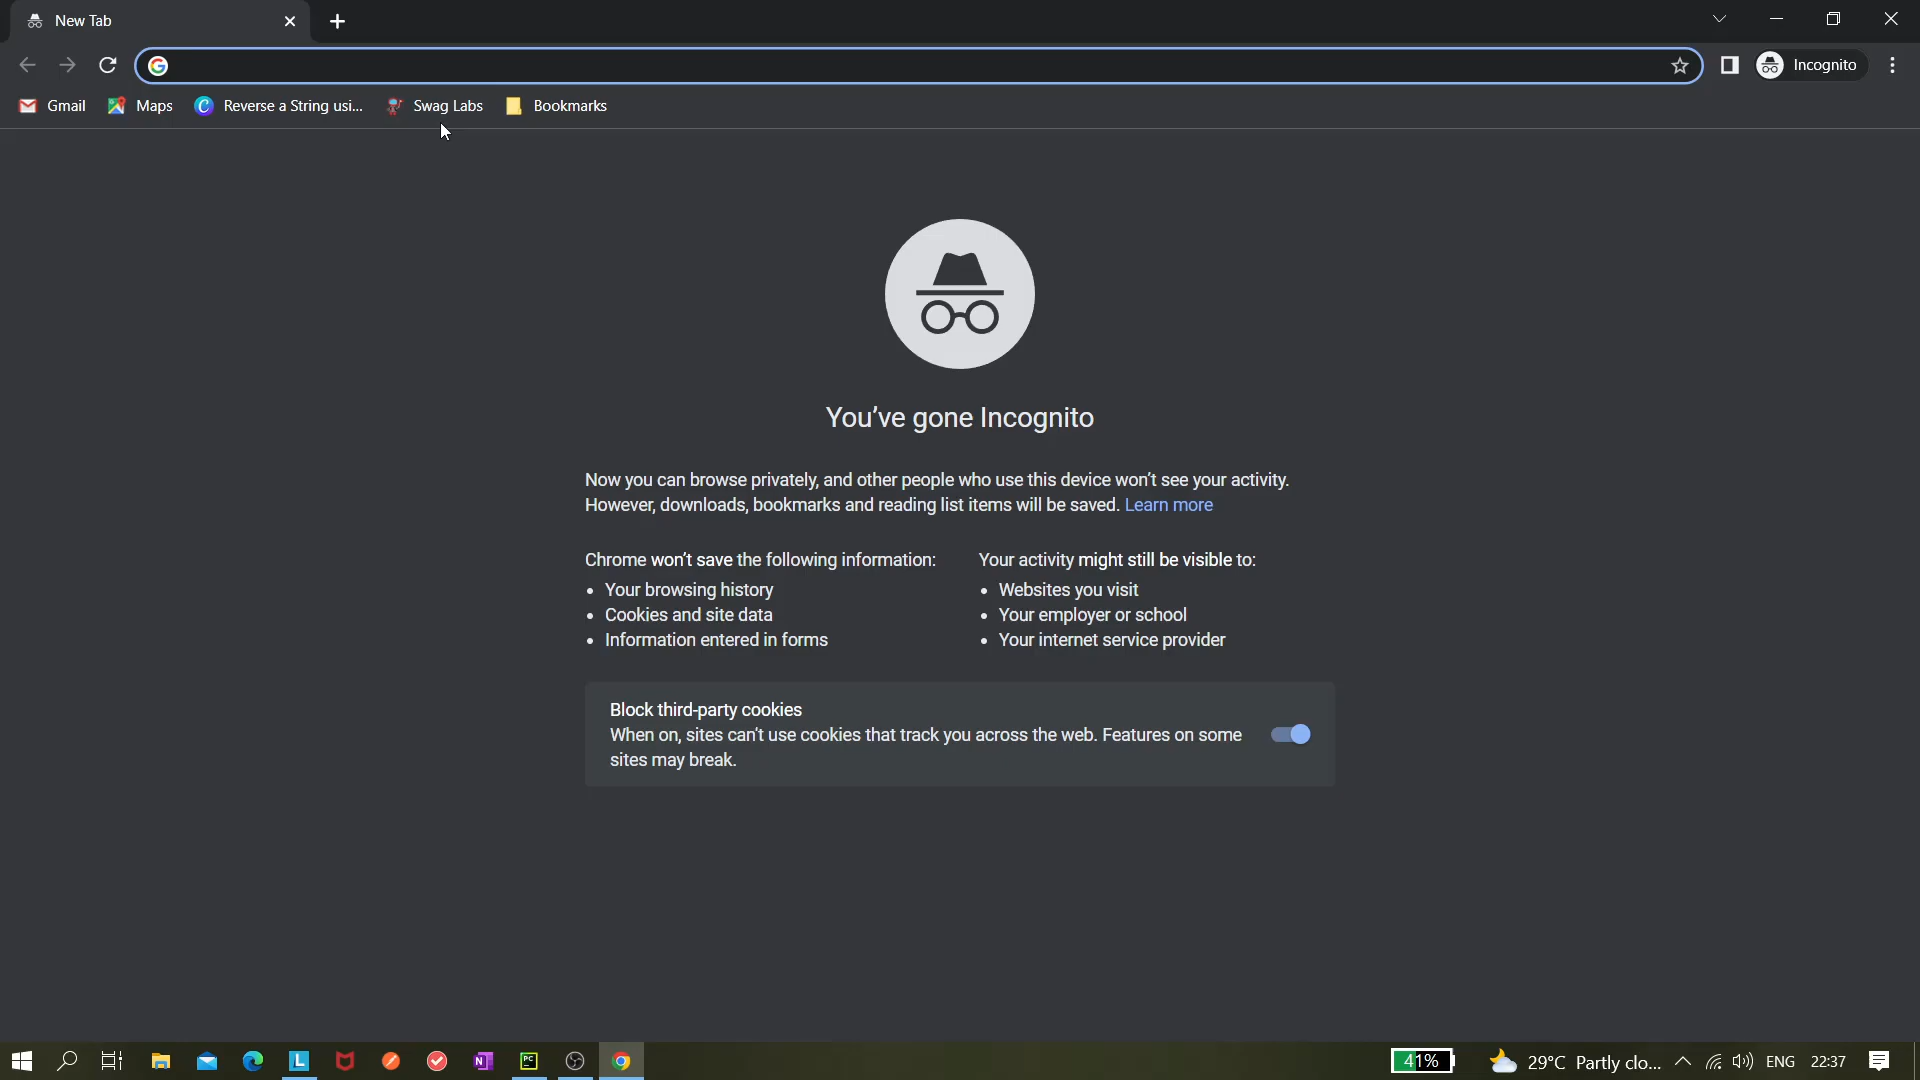 New Tab
Incognito
Gmail Maps Reverse a String usi... Swag Labs Bookmarks
You've gone Incognito
Now you can browse privately, and other people who use this device won't see your activity.
However, downloads, bookmarks and reading list items will be saved. Learn more
Chrome won't save the following information:
• Your browsing history
• Cookies and site data
• Information entered in forms
Your activity might still be visible to:
• Websites you visit
• Your employer or school
• Your internet service provider
Block third-party cookies
When on, sites can't use cookies that track you across the web. Features on some
sites may break.
41% 29°C Partly clo... ENG 22:37